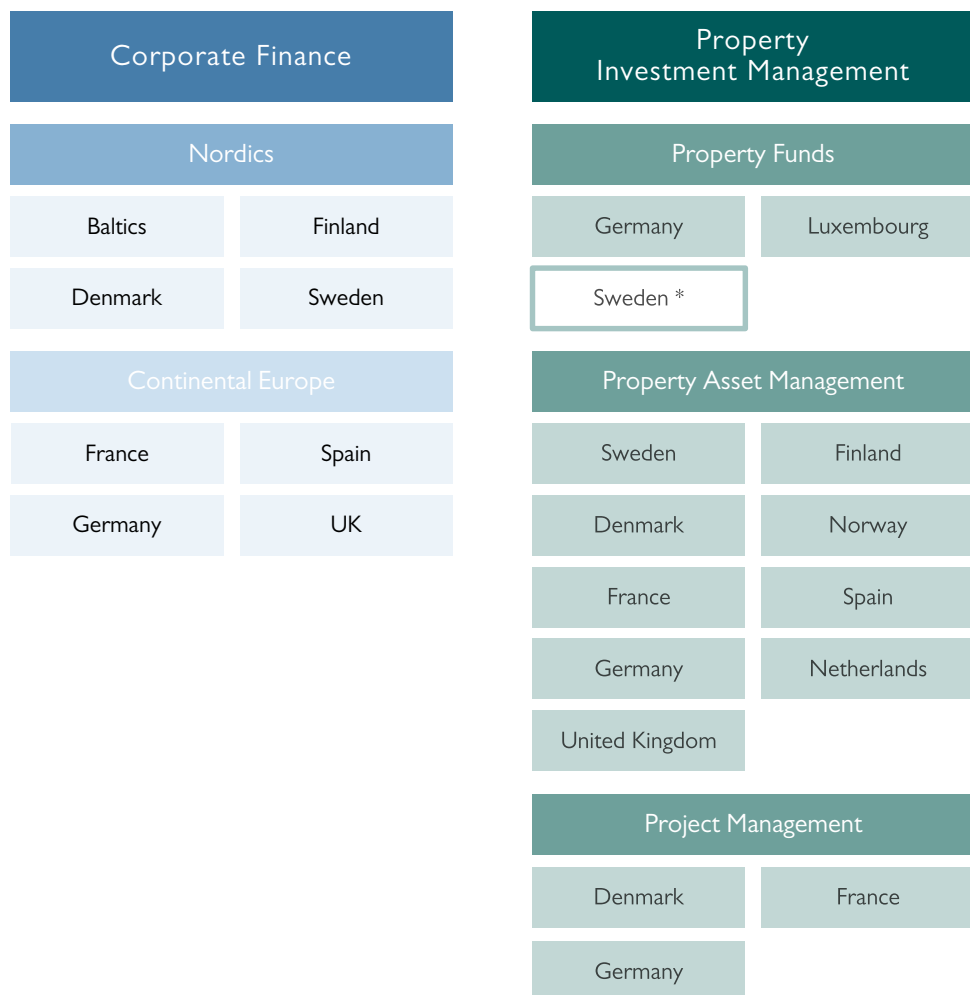 Corporate Finance
Nordics
Baltics
Finland
Denmark
Sweden
Continental Europe
France
Spain
Germany
UK
Property
Investment Management
Property Funds
Germany
Luxembourg
Sweden *
Property Asset Management
Sweden
Finland
Denmark
Norway
France
Spain
Germany
Netherlands
United Kingdom
Project Management
Denmark
France
Germany